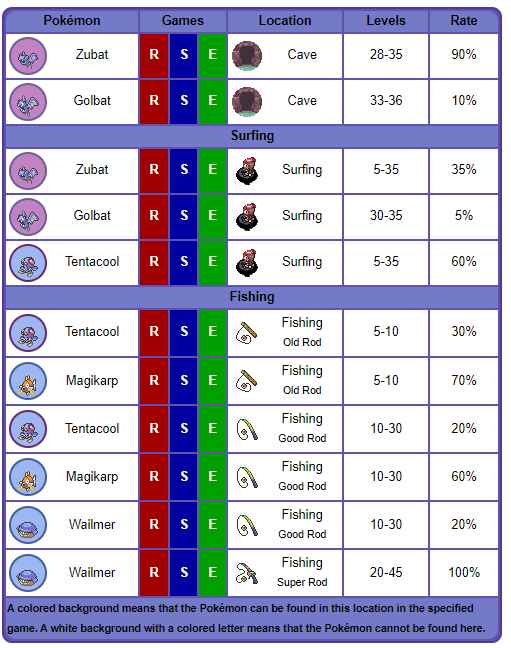 Pokémon Games Location Levels Rate
Zubat R S E Cave 28-35 90%
Golbat R S E Cave 33-36 10%
Surfing
Zubat R S E Surfing 5-35 35%
Golbat R S E Surfing 30-35 5%
Tentacool R S E Surfing 5-35 60%
Fishing
Tentacool R S E Fishing Old Rod 5-10 30%
Magikarp R S E Fishing Old Rod 5-10 70%
Tentacool R S E Fishing Good Rod 10-30 20%
Magikarp R S E Fishing Good Rod 10-30 60%
Wailmer R S E Fishing Good Rod 10-30 20%
Wailmer R S E Fishing Super Rod 20-45 100%
A colored background means that the Pokémon can be found in this location in the specified
game. A white background with a colored letter means that the Pokémon cannot be found here.